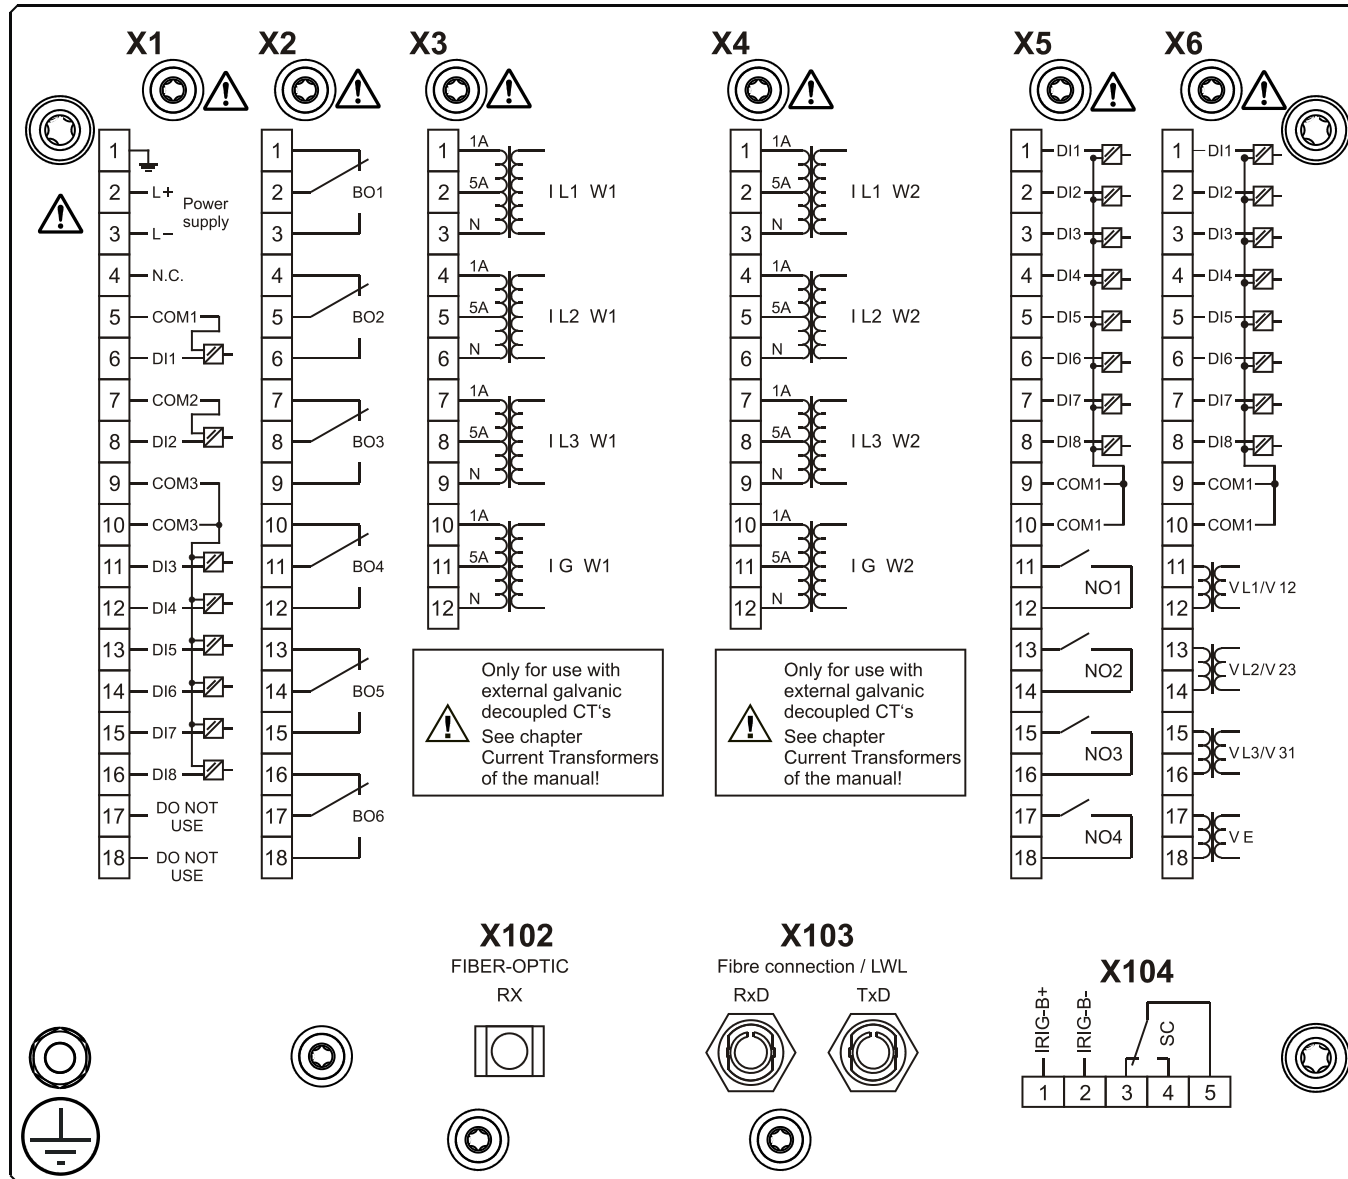 X1 X2 X3 X4 X5 X6
1
2 L+ Power
supply
3 L-
4 N.C.
5 COM1
6 DI1
7 COM2
8 DI2
9 COM3
10 COM3
11 DI3
12 DI4
13 DI5
14 DI6
15 DI7
16 DI8
17 DO NOT
USE
18 DO NOT
USE
1
2 BO1
3
4
5 BO2
6
7
8 BO3
9
10
11 BO4
12
13
14 BO5
15
16
17 BO6
18
1 1A
2 5A I L1 W1
3 N
4 1A
5 5A I L2 W1
6 N
7 1A
8 5A I L3 W1
9 N
10 1A
11 5A I G W1
12 N
Only for use with
external galvanic
decoupled CT's
See chapter
Current Transformers
of the manual!
1 1A
2 5A I L1 W2
3 N
4 1A
5 5A I L2 W2
6 N
7 1A
8 5A I L3 W2
9 N
10 1A
11 5A I G W2
12 N
Only for use with
external galvanic
decoupled CT's
See chapter
Current Transformers
of the manual!
1 DI1
2 DI2
3 DI3
4 DI4
5 DI5
6 DI6
7 DI7
8 DI8
9 COM1
10 COM1
11
NO1
12
13
NO2
14
15
NO3
16
17
NO4
18
1 DI1
2 DI2
3 DI3
4 DI4
5 DI5
6 DI6
7 DI7
8 DI8
9 COM1
10 COM1
11
V L1/V 12
12
13
V L2/V 23
14
15
V L3/V 31
16
17
V E
18
X102
FIBER-OPTIC
RX
X103
Fibre connection / LWL
RxD TxD
X104
IRIG-B+ IRIG-B- SC
1 2 3 4 5